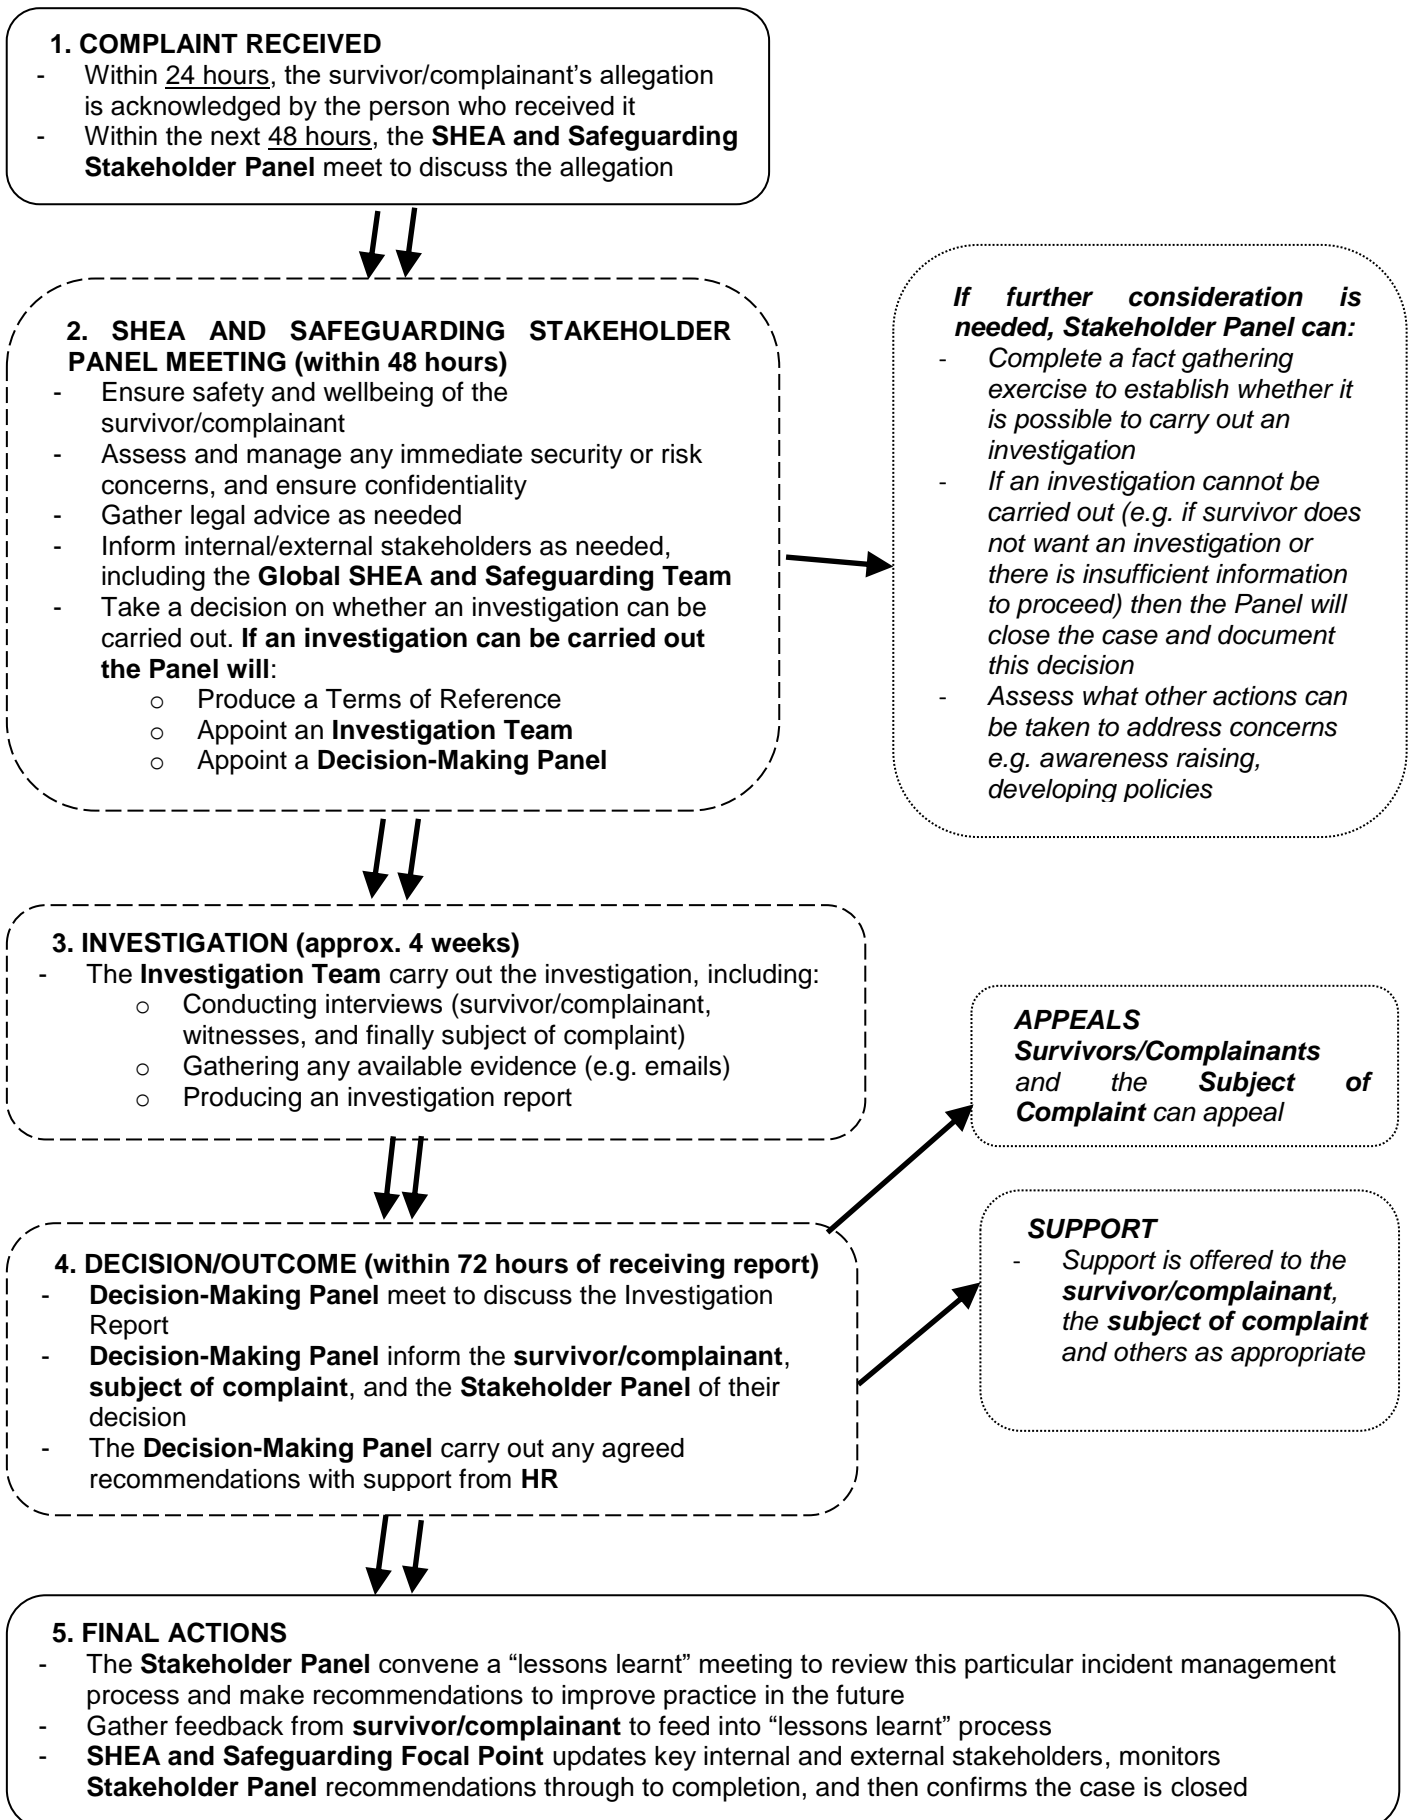 1. COMPLAINT RECEIVED
- Within 24 hours, the survivor/complainant's allegation
is acknowledged by the person who received it
- Within the next 48 hours, the SHEA and Safeguarding
Stakeholder Panel meet to discuss the allegation
2. SHEA AND SAFEGUARDING STAKEHOLDER
PANEL MEETING (within 48 hours)
- Ensure safety and wellbeing of the
survivor/complainant
- Assess and manage any immediate security or risk
concerns, and ensure confidentiality
- Gather legal advice as needed
- Inform internal/external stakeholders as needed,
including the Global SHEA and Safeguarding Team
- Take a decision on whether an investigation can be
carried out. If an investigation can be carried out
the Panel will:
o Produce a Terms of Reference
o Appoint an Investigation Team
o Appoint a Decision-Making Panel
If further consideration is
needed, Stakeholder Panel can:
- Complete a fact gathering
exercise to establish whether it
is possible to carry out an
investigation
- If an investigation cannot be
carried out (e.g. if survivor does
not want an investigation or
there is insufficient information
to proceed) then the Panel will
close the case and document
this decision
- Assess what other actions can
be taken to address concerns
e.g. awareness raising,
developing policies
3. INVESTIGATION (approx. 4 weeks)
- The Investigation Team carry out the investigation, including:
o Conducting interviews (survivor/complainant,
witnesses, and finally subject of complaint)
o Gathering any available evidence (e.g. emails)
o Producing an investigation report
APPEALS
Survivors/Complainants
and the Subject of
Complaint can appeal
SUPPORT
- Support is offered to the
survivor/complainant,
the subject of complaint
and others as appropriate
4. DECISION/OUTCOME (within 72 hours of receiving report)
- Decision-Making Panel meet to discuss the Investigation
Report
- Decision-Making Panel inform the survivor/complainant,
subject of complaint, and the Stakeholder Panel of their
decision
- The Decision-Making Panel carry out any agreed
recommendations with support from HR
5. FINAL ACTIONS
- The Stakeholder Panel convene a “lessons learnt” meeting to review this particular incident management
process and make recommendations to improve practice in the future
- Gather feedback from survivor/complainant to feed into “lessons learnt” process
- SHEA and Safeguarding Focal Point updates key internal and external stakeholders, monitors
Stakeholder Panel recommendations through to completion, and then confirms the case is closed